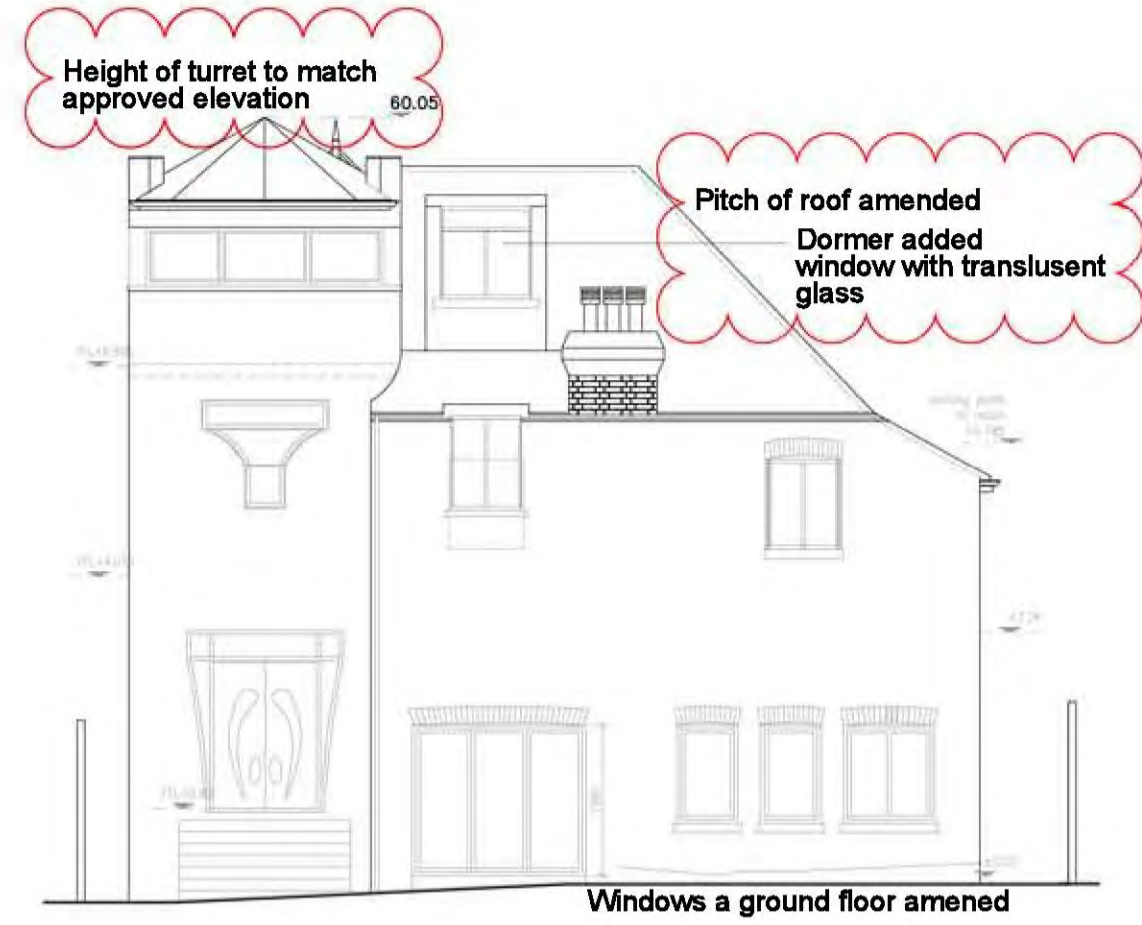 Height of turret to match
approved elevation
60.05
Pitch of roof amended
Dormer added
window with translusent
glass
Windows a ground floor amened